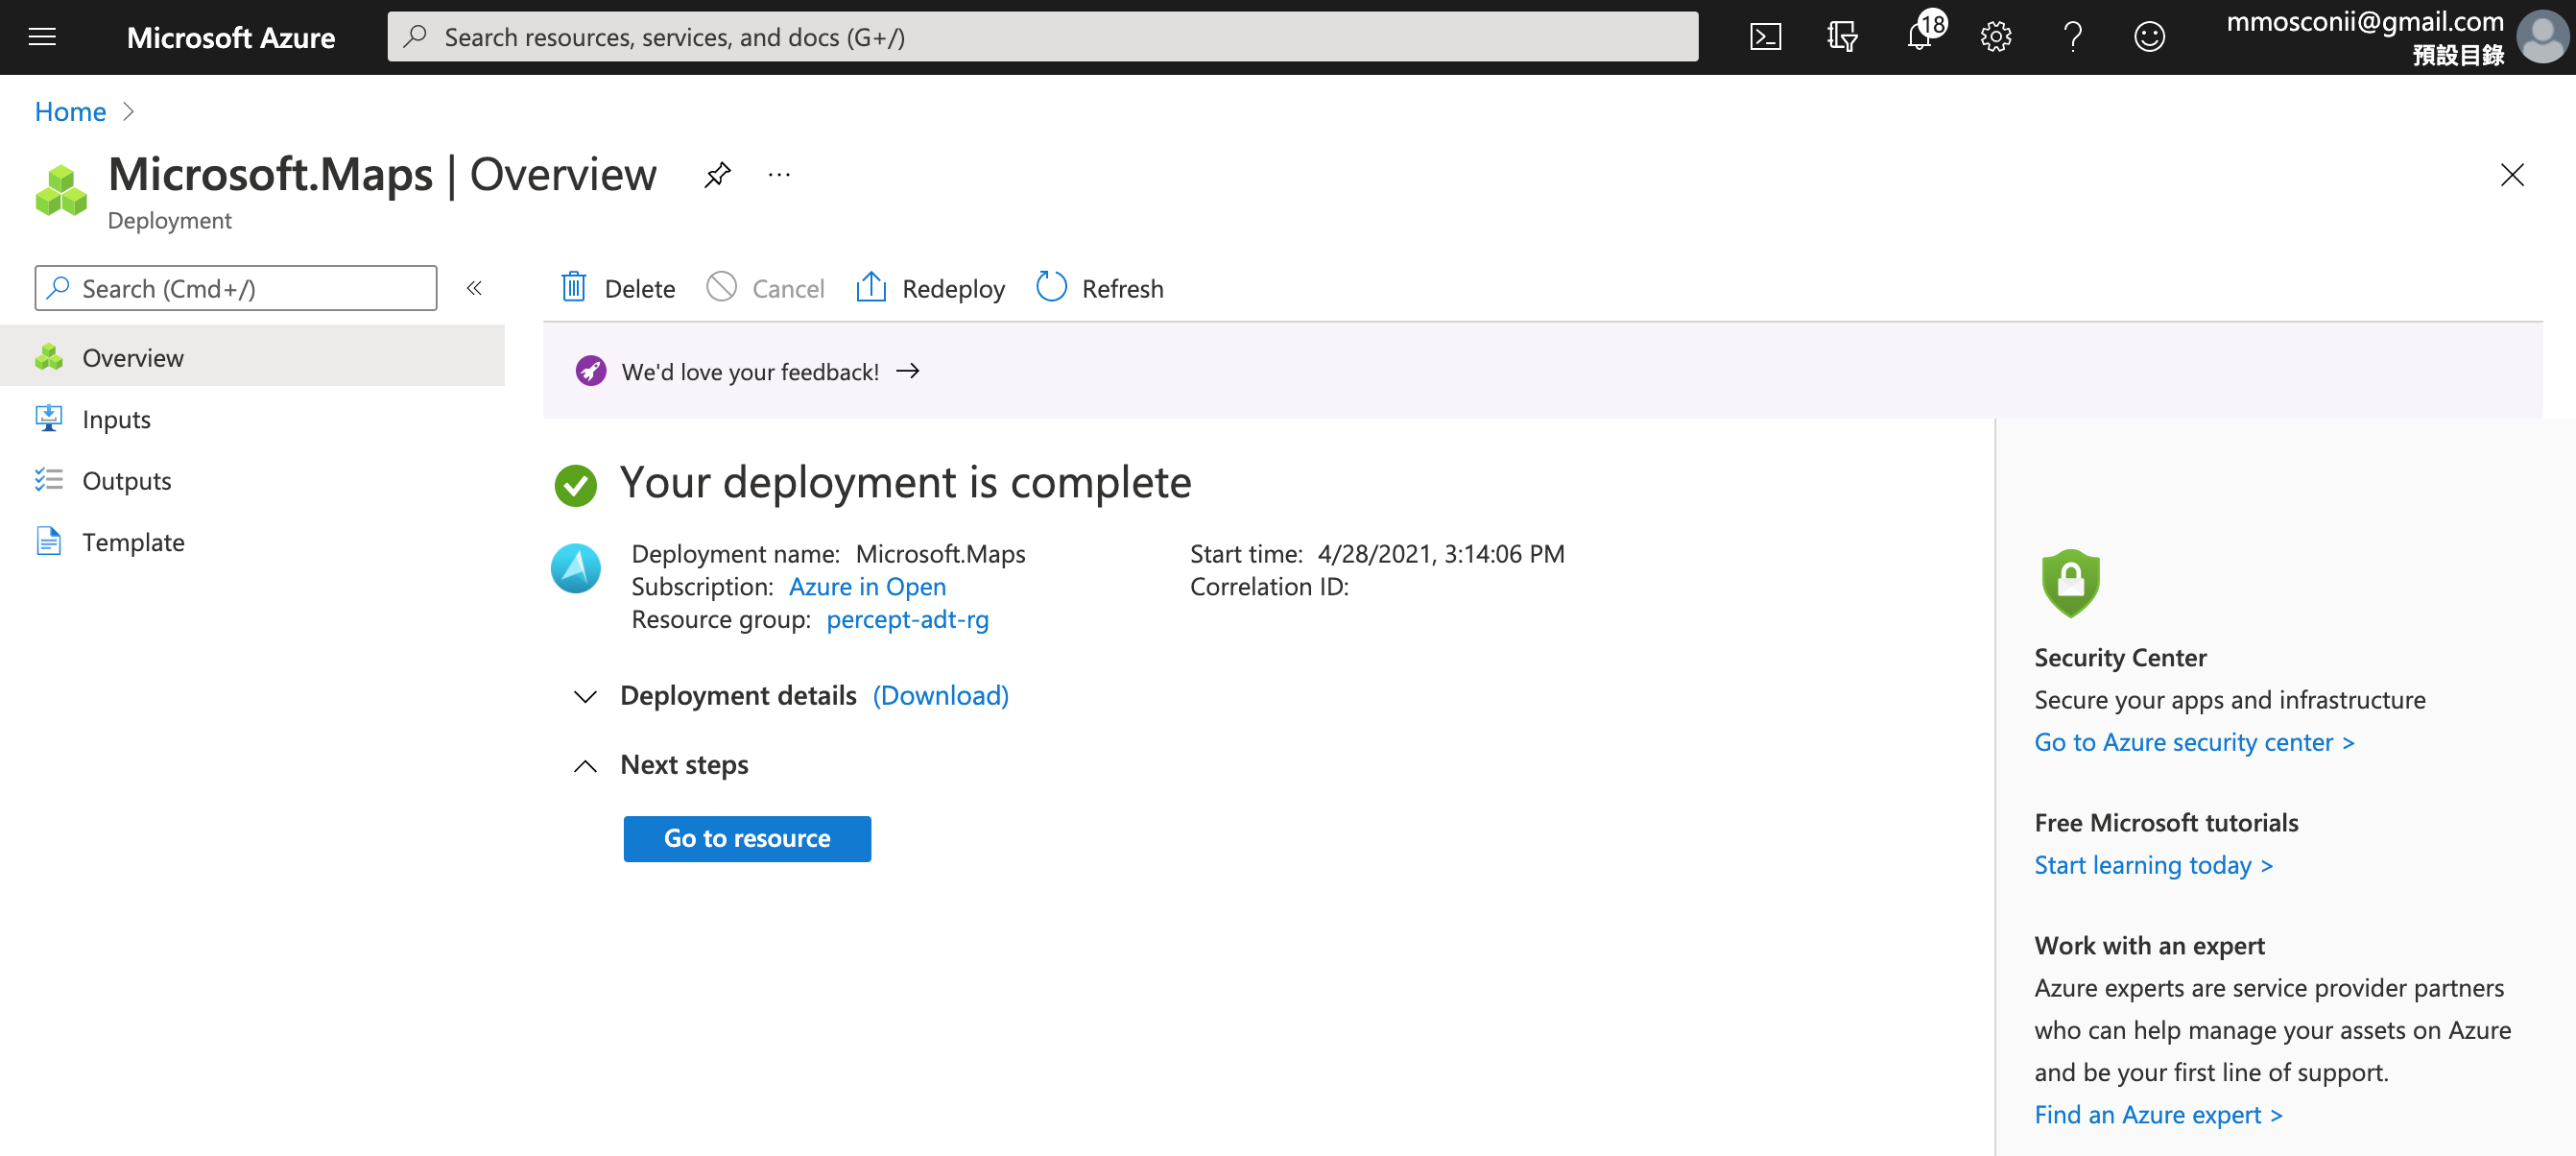 Microsoft Azure
Search resources, services, and docs (G+/)
18
mmosconii@gmail.com
預設目錄
Home
Microsoft.Maps | Overview
Deployment
Search (Cmd+/)
Overview
Inputs
Outputs
Template
Delete
Cancel
Redeploy
Refresh
We'd love your feedback!
Your deployment is complete
Deployment name: Microsoft.Maps
Subscription: Azure in Open
Resource group: percept-adt-rg
Start time: 4/28/2021, 3:14:06 PM
Correlation ID:
Deployment details (Download)
Next steps
Go to resource
Security Center
Secure your apps and infrastructure
Go to Azure security center >
Free Microsoft tutorials
Start learning today >
Work with an expert
Azure experts are service provider partners
who can help manage your assets on Azure
and be your first line of support.
Find an Azure expert >